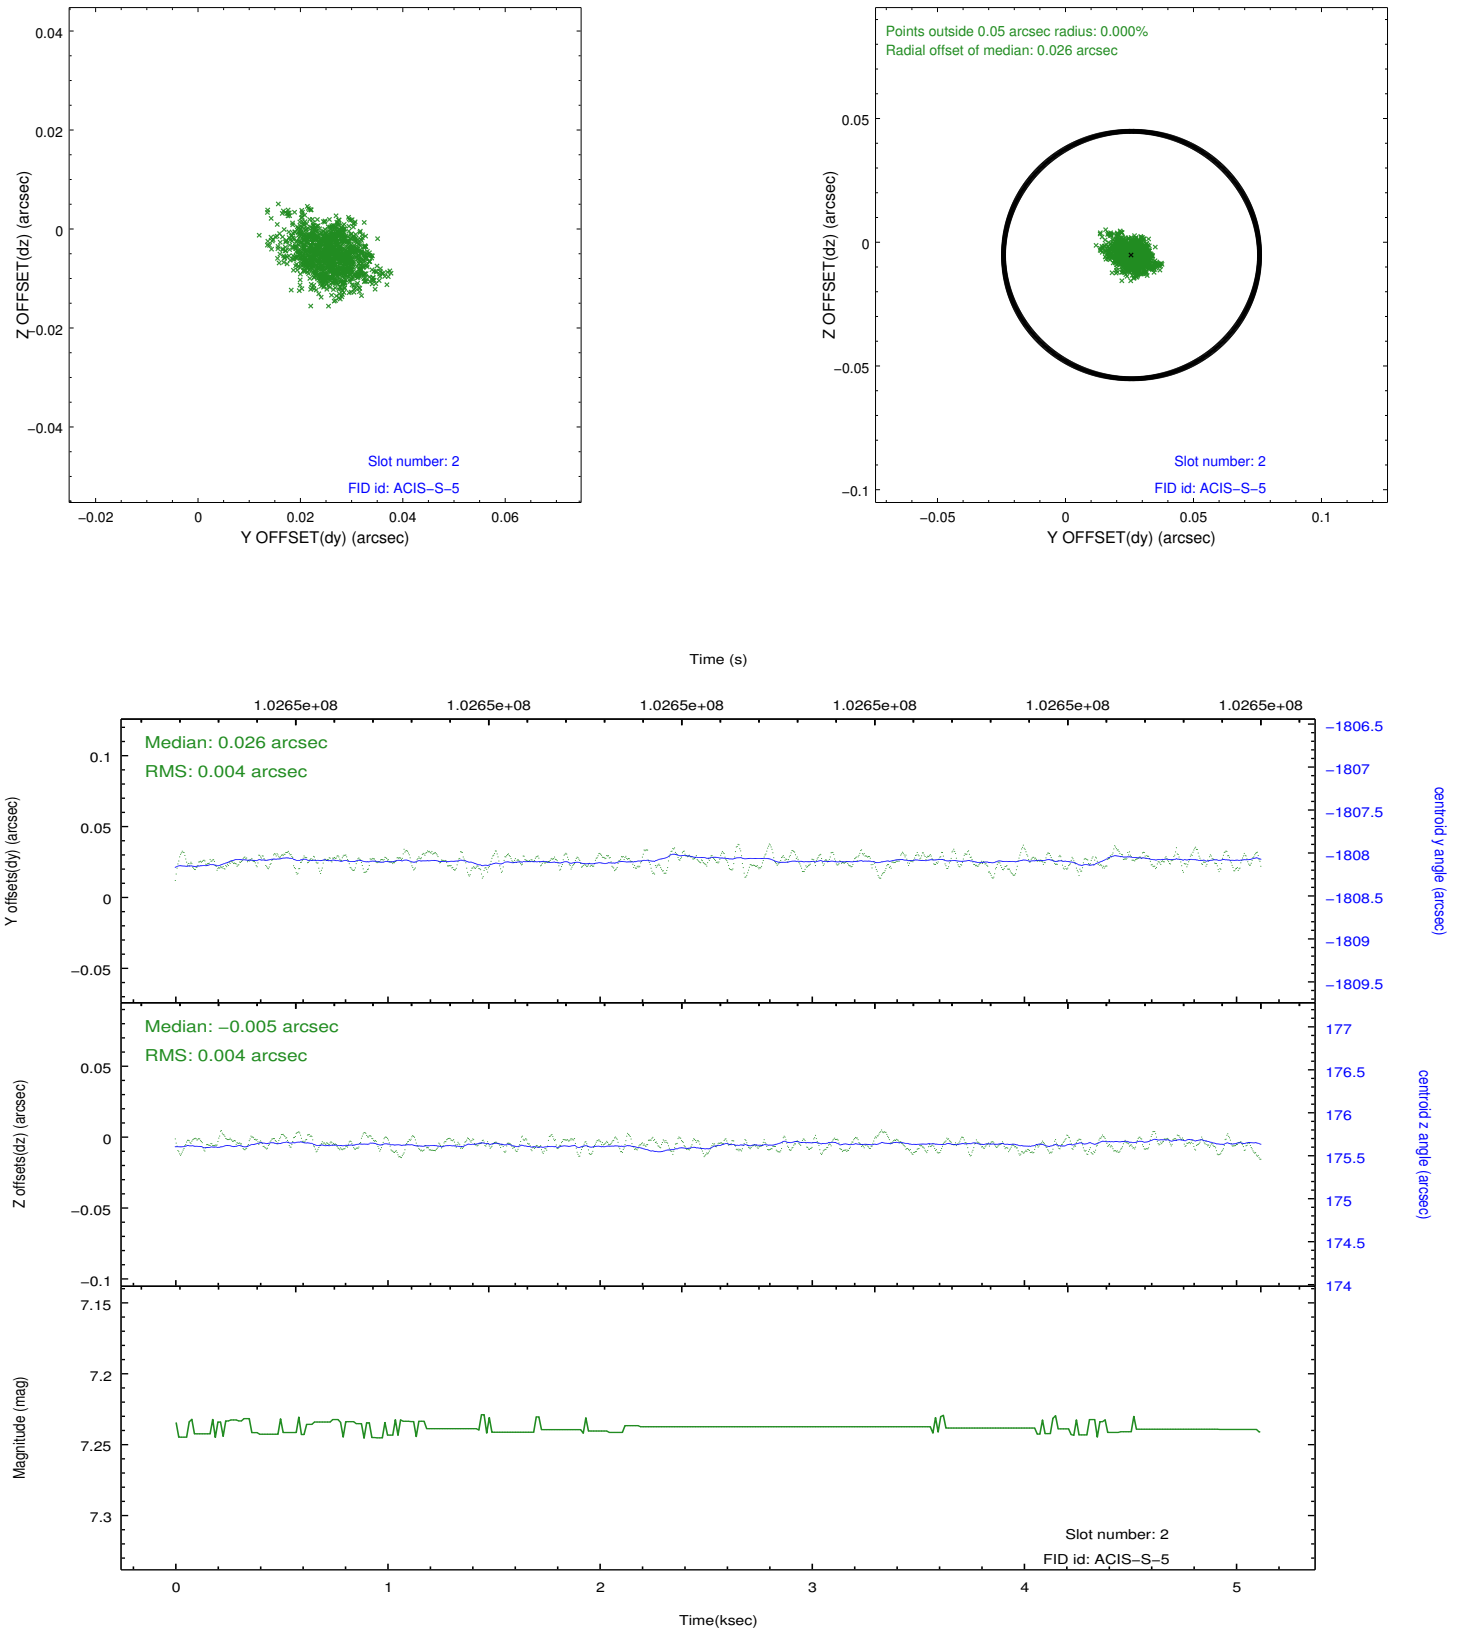 0.04
0.02
0
−0.02
−0.04
Z OFFSET(dz) (arcsec)
Slot number: 2
FID id: ACIS−S−5
−0.02 0 0.02 0.04 0.06
Y OFFSET(dy) (arcsec)
Points outside 0.05 arcsec radius: 0.000%
Radial offset of median: 0.026 arcsec
0.05
0
−0.05
−0.1
Z OFFSET(dz) (arcsec)
Slot number: 2
FID id: ACIS−S−5
−0.05 0 0.05 0.1
Y OFFSET(dy) (arcsec)
Time (s)
1.0265e+08 1.0265e+08 1.0265e+08 1.0265e+08 1.0265e+08 1.0265e+08
Median: 0.026 arcsec
RMS: 0.004 arcsec
0.1
0.05
0
−0.05
Y offsets(dy) (arcsec)
−1806.5
−1807
−1807.5
−1808
−1808.5
−1809
−1809.5
centroid y angle (arcsec)
Median: −0.005 arcsec
RMS: 0.004 arcsec
0.05
0
−0.05
−0.1
Z offsets(dz) (arcsec)
177
176.5
176
175.5
175
174.5
174
centroid z angle (arcsec)
7.15
7.2
7.25
7.3
Magnitude (mag)
Slot number: 2
FID id: ACIS−S−5
0 1 2 3 4 5
Time(ksec)